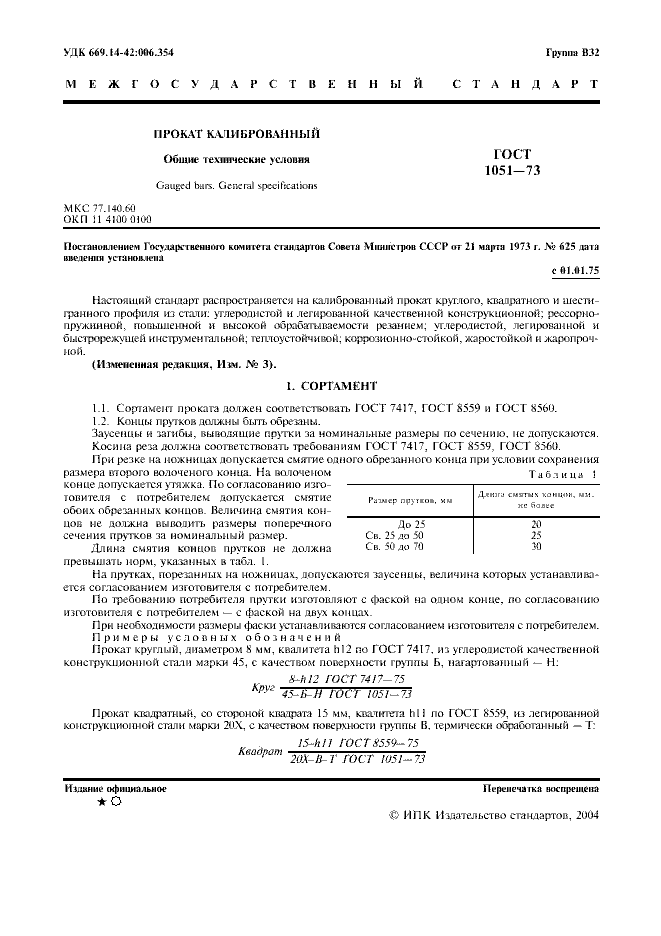 УДК 669.14-42:006.354 Группа В32
МЕЖГОСУДАРСТВЕННЫЙ СТАНДАРТ
ПРОКАТ КАЛИБРОВАННЫЙ
Общие технические условия
Gauged bars. General specifications
ГОСТ
1051—73
МКС 77.140.60
ОКП 11 4100 0100
Постановлением Государственного комитета стандартов Совета Министров СССР от 21 марта 1973 г. № 625 дата
введения установлена
с 01.01.75
Настоящий стандарт распространяется на калиброванный прокат круглого, квадратного и шести-
гранного профиля из стали: углеродистой и легированной качественной конструкционной; рессорно-
пружинной, повышенной и высокой обрабатываемости резанием; углеродистой, легированной и
быстрорежущей инструментальной; теплоустойчивой; коррозионно-стойкой, жаростойкой и жаропроч-
ной.
(Измененная редакция, Изм. № 3).
1. СОРТАМЕНТ
1.1. Сортамент проката должен соответствовать ГОСТ 7417, ГОСТ 8559 и ГОСТ 8560.
1.2. Концы прутков должны быть обрезаны.
Заусенцы и загибы, выводящие прутки за номинальные размеры по сечению, не допускаются.
Косина реза должна соответствовать требованиям ГОСТ 7417, ГОСТ 8559, ГОСТ 8560.
При резке на ножницах допускается смятие одного обрезанного конца при условии сохранения
размера второго волоченого конца. На волоченом
конце допускается утяжка. По согласованию изго-
товителя с потребителем допускается смятие
обоих обрезанных концов. Величина смятия кон-
цов не должна выводить размеры поперечного
сечения прутков за номинальный размер.
Длина смятия концов прутков не должна
превышать норм, указанных в табл. 1.
Таблица 1
Размер прутков, мм
Длина смятых концов, мм,
не более
До 25 20
Св. 25 до 50 25
Св. 50 до 70 30
На прутках, порезанных на ножницах, допускаются заусенцы, величина которых устанавлива-
ется согласованием изготовителя с потребителем.
По требованию потребителя прутки изготовляют с фаской на одном конце, по согласованию
изготовителя с потребителем — с фаской на двух концах.
При необходимости размеры фаски устанавливаются согласованием изготовителя с потребителем.
Примеры условных обозначений
Прокат круглый, диаметром 8 мм, квалитета h12 по ГОСТ 7417, из углеродистой качественной
конструкционной стали марки 45, с качеством поверхности группы Б, нагартованный — Н:
Круг 8-h12 ГОСТ 7417—75
45–Б–Н ГОСТ 1051—73
Прокат квадратный, со стороной квадрата 15 мм, квалитета h11 по ГОСТ 8559, из легированной
конструкционной стали марки 20Х, с качеством поверхности группы В, термически обработанный — Т:
Квадрат 15–h11 ГОСТ 8559—75
20Х–В–Т ГОСТ 1051—73
Издание официальное Перепечатка воспрещена
© ИПК Издательство стандартов, 2004